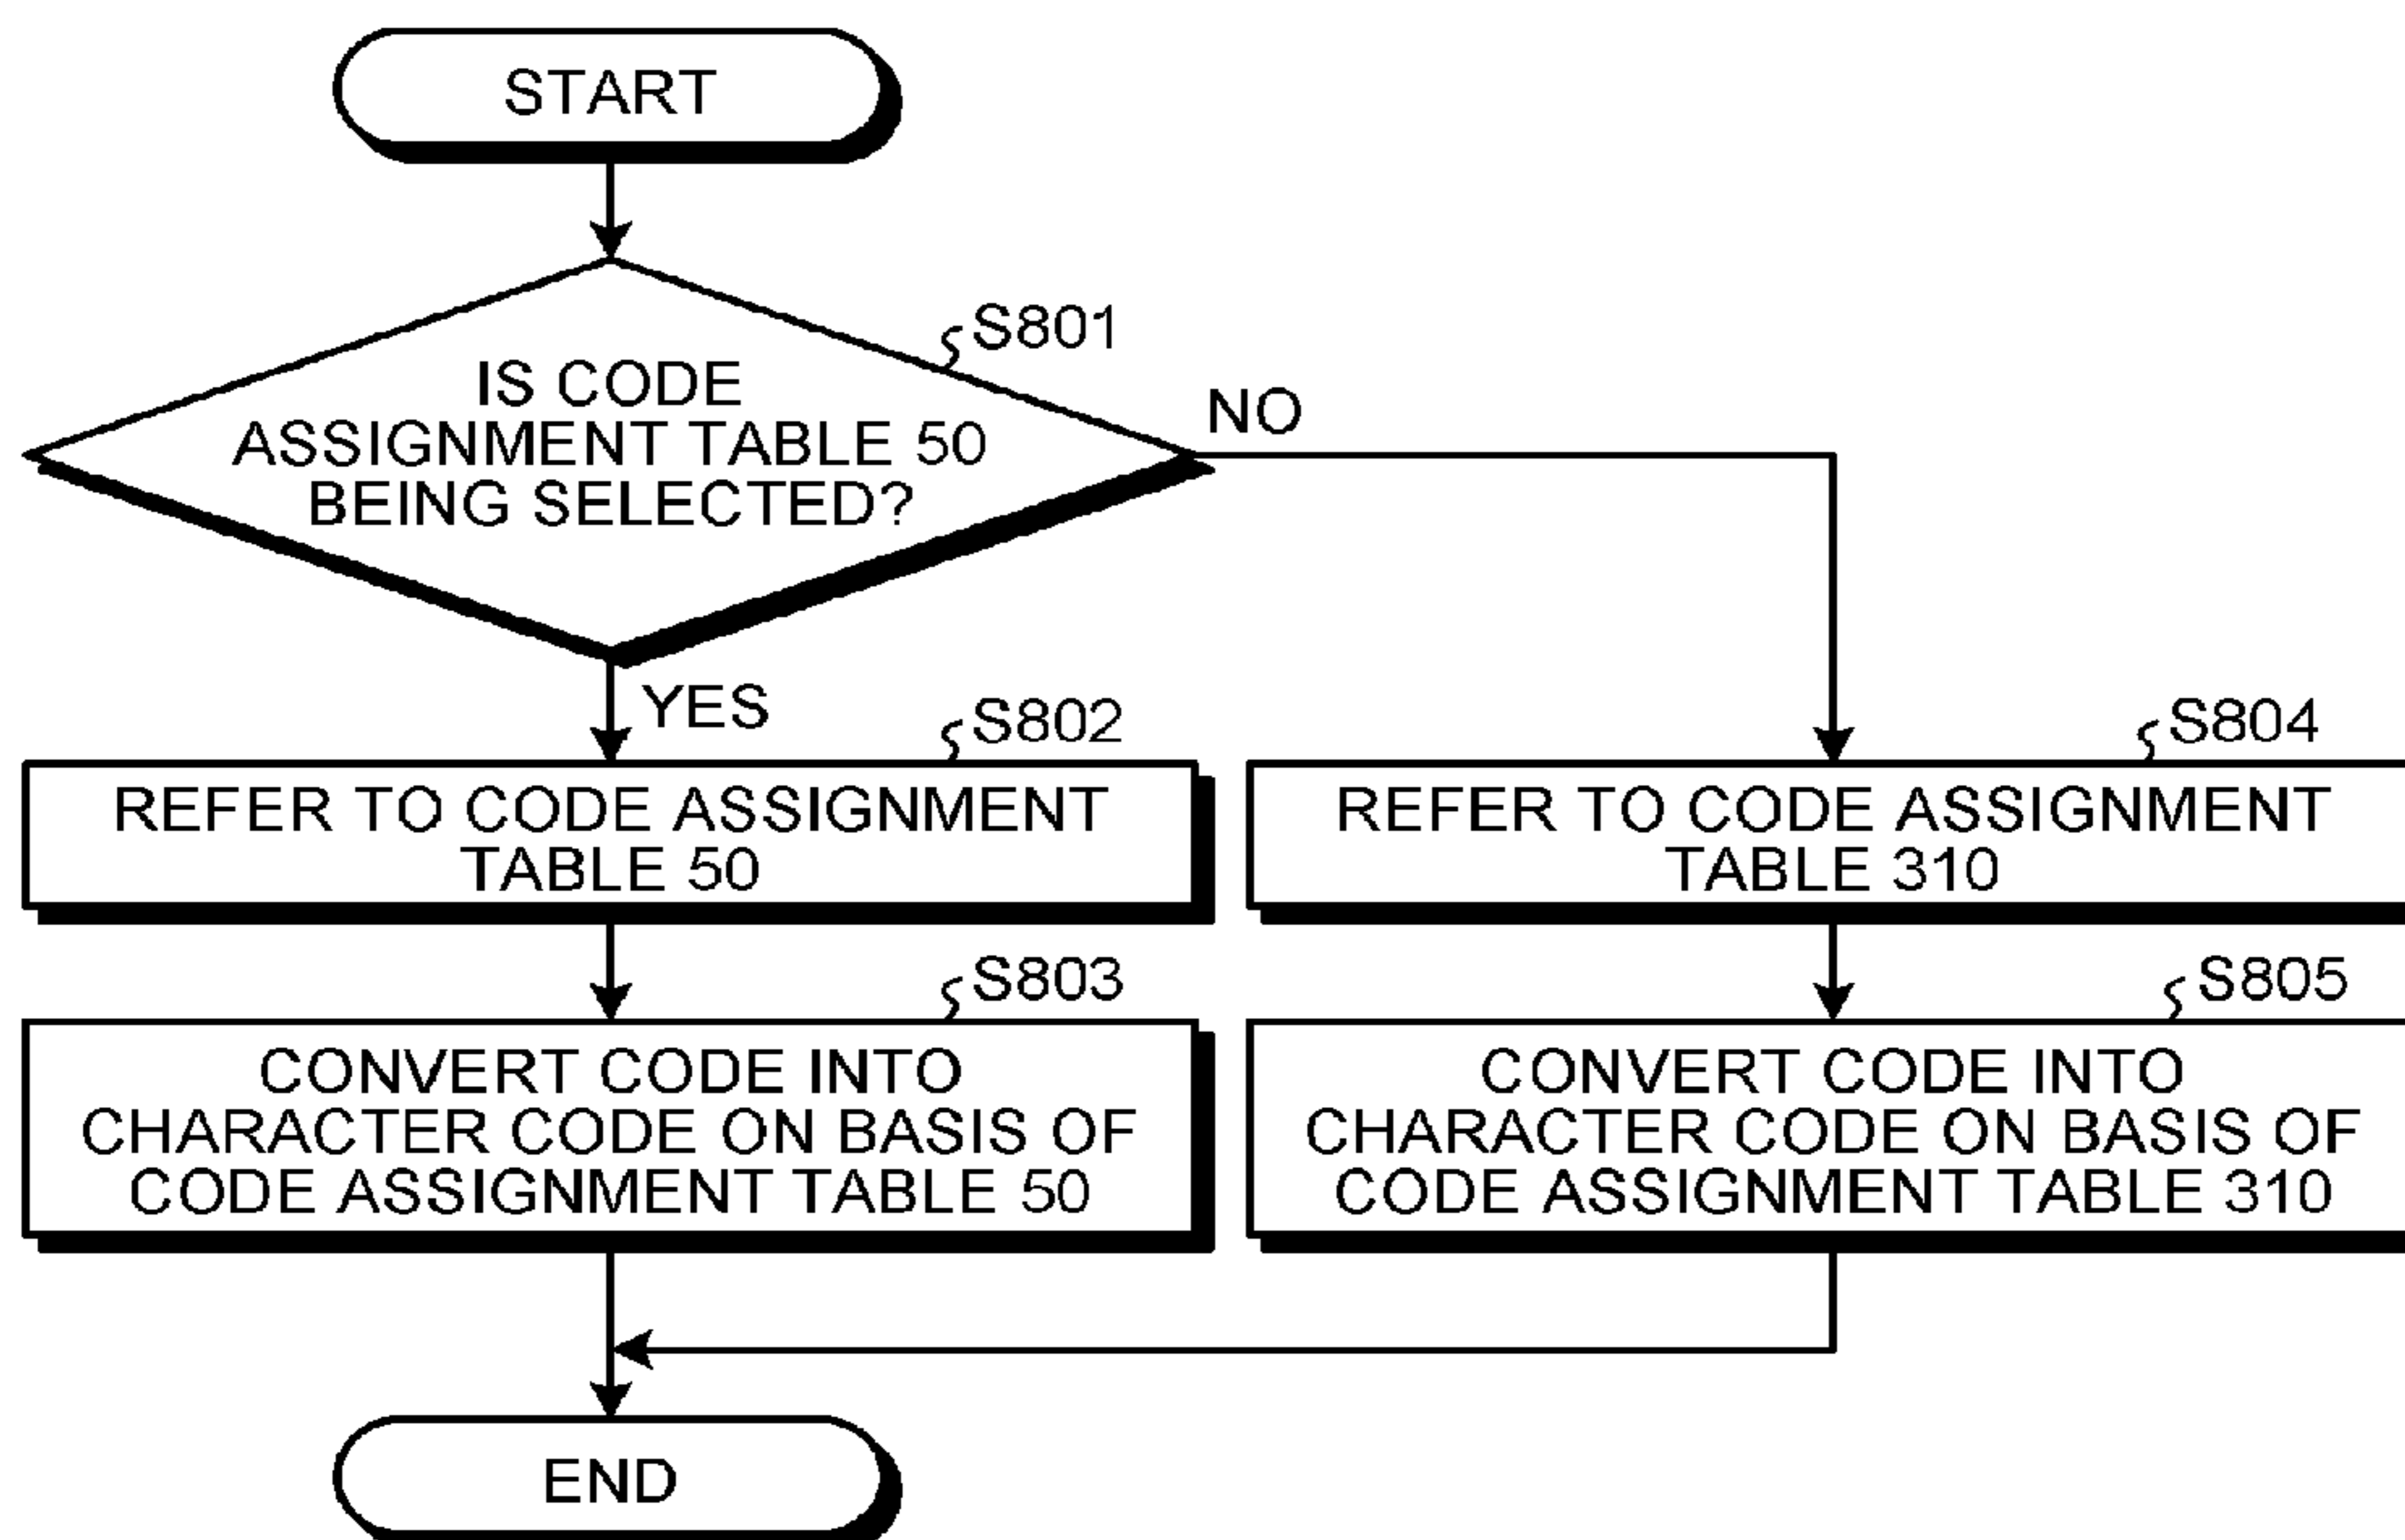 START
S801
IS CODE
ASSIGNMENT TABLE 50
BEING SELECTED?
NO
YES
S802
REFER TO CODE ASSIGNMENT
TABLE 50
S804
REFER TO CODE ASSIGNMENT
TABLE 310
S803
CONVERT CODE INTO
CHARACTER CODE ON BASIS OF
CODE ASSIGNMENT TABLE 50
S805
CONVERT CODE INTO
CHARACTER CODE ON BASIS OF
CODE ASSIGNMENT TABLE 310
END